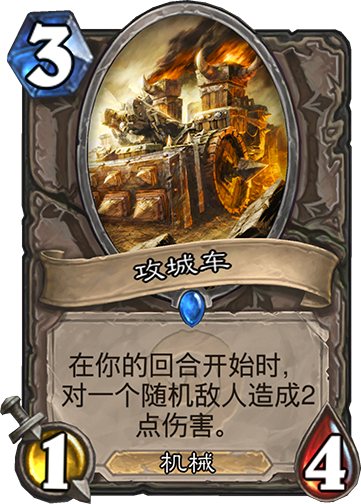 3
攻城车
在你的回合开始时，
对一个随机敌人造成2
点伤害。
1
机械
4